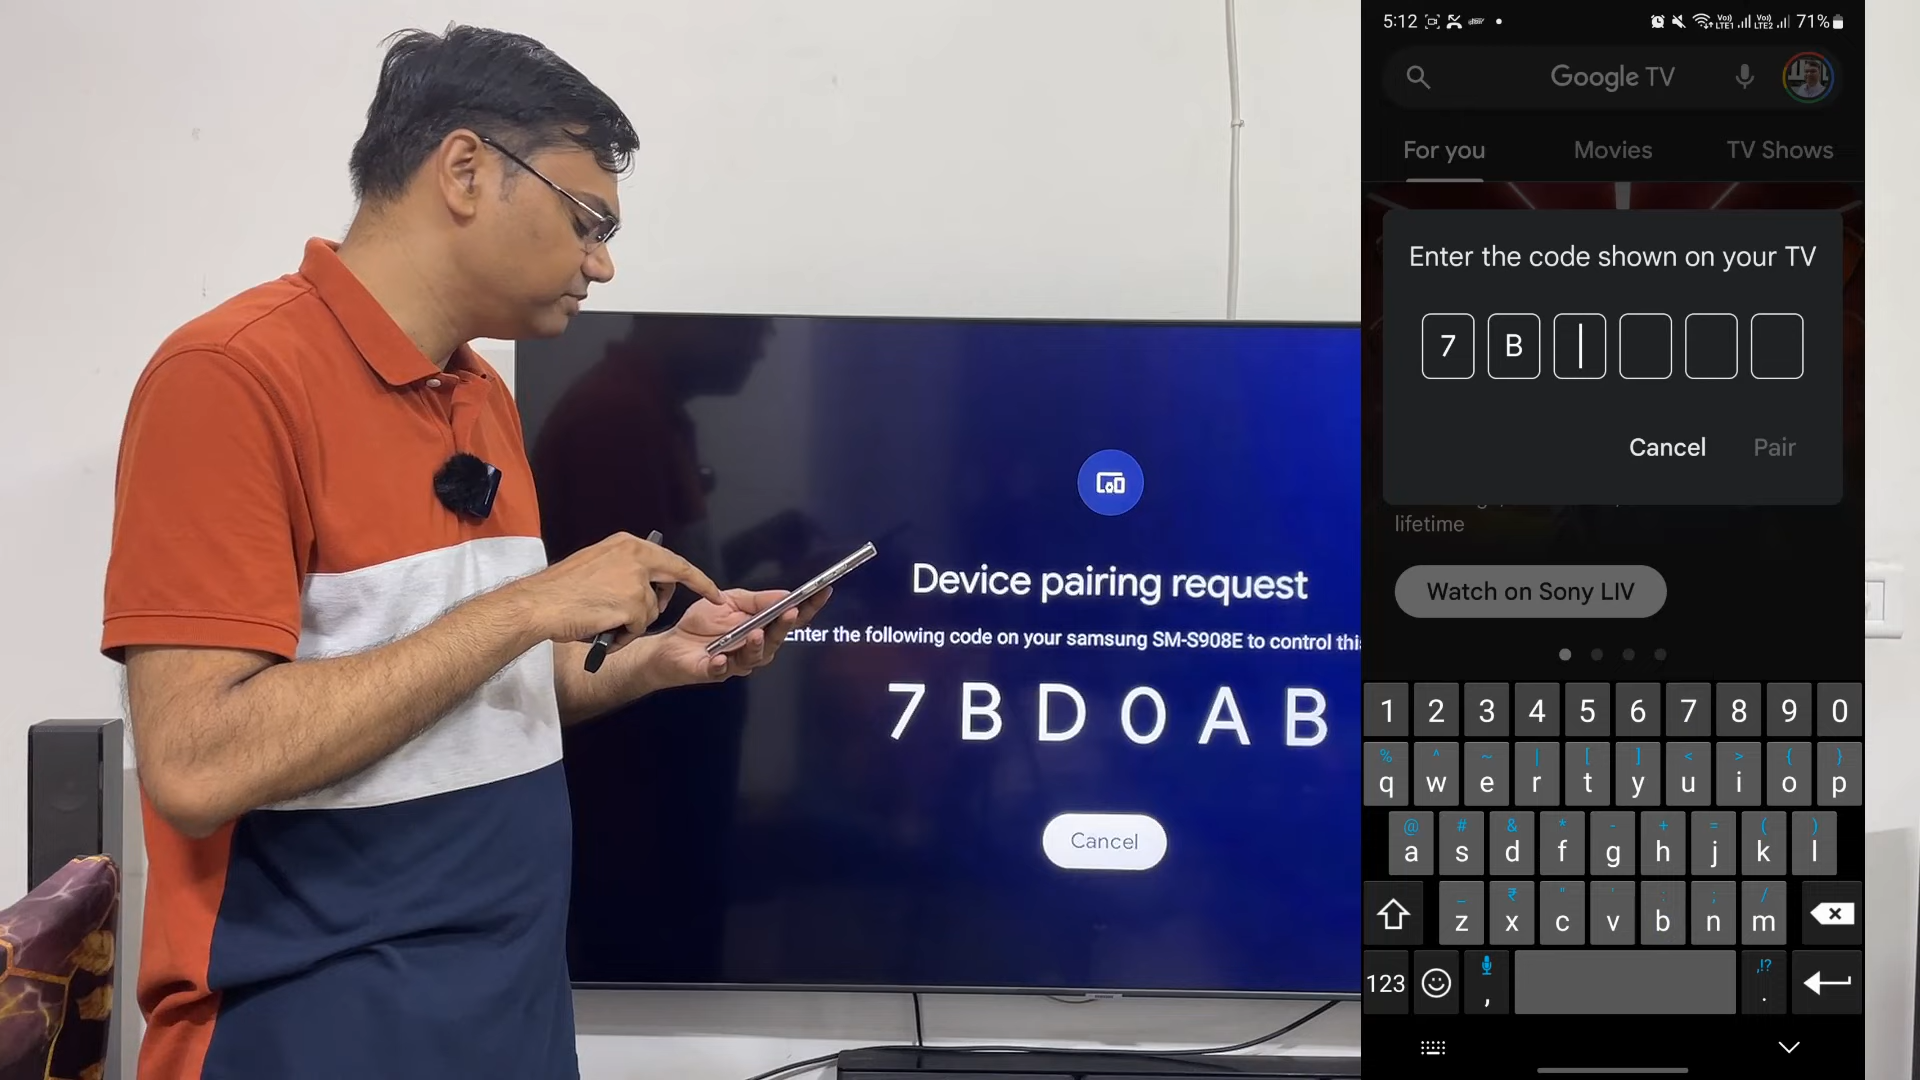 Device pairing request
Enter the following code on your samsung SM-S908E to control
7 B D 0 A B
Cancel
5:12
LTE1
LTE2
71%
Google TV
For you
Movies
TV Shows
Enter the code shown on your TV
7 B
Cancel
Pair
lifetime
Watch on Sony LIV
1 2 3 4 5 6 7 8 9 0
% ^ ~ | [ ] < > { }
q w e r t y u i o p
@ # & * - + = ( )
a s d f g h j k l
_ ₹ " ' : ; /
z x c v b n m
,!?
123 , .